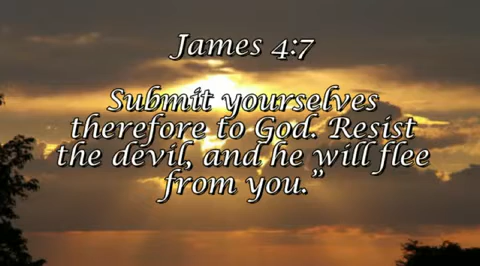 James 4:7
Submit yourselves
therefore to God. Resist
the devil, and he will flee
from you.”